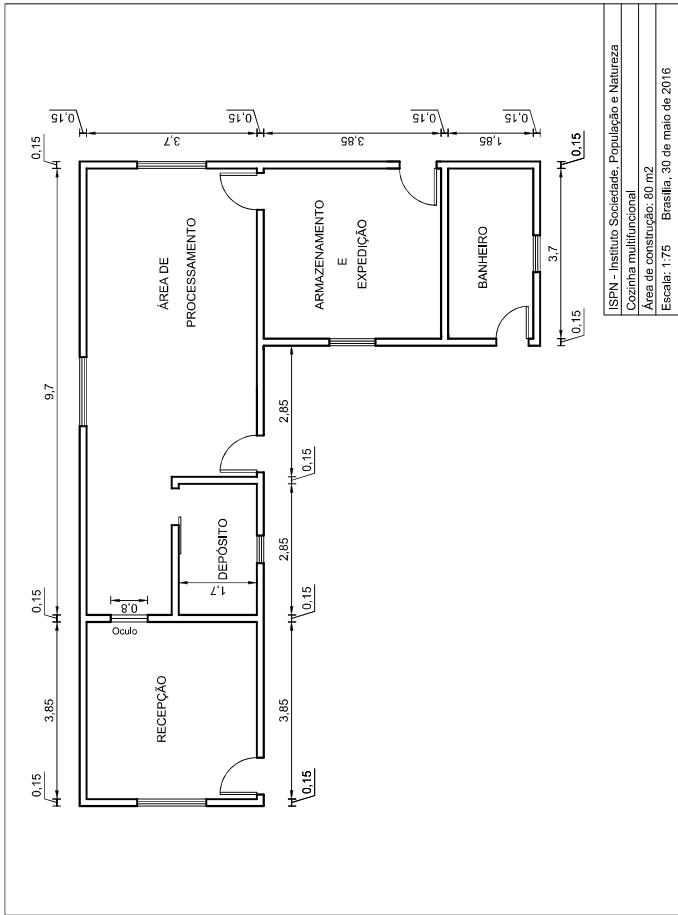 0,15
3,85
0,15
9,7
0,15
0,15
3,7
0,15
3,85
0,15
1,85
0,15
ÁREA DE
PROCESSAMENTO
ARMAZENAMENTO
E
EXPEDIÇÃO
BANHEIRO
RECEPÇÃO
Oculo
0,8
DEPÓSITO
1,7
0,15
3,85
0,15
2,85
0,15
2,85
0,15
3,7
0,15
ISPN - Instituto Sociedade, População e Natureza
Cozinha multifuncional
Área de construção: 80 m2
Escala: 1:75 Brasília, 30 de maio de 2016